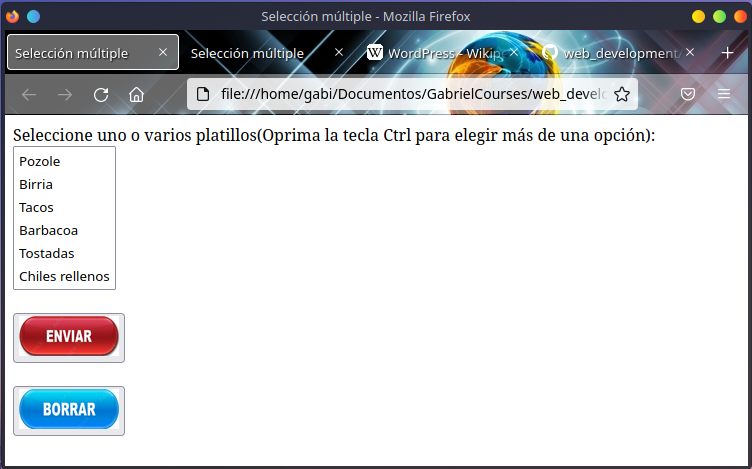 Selección múltiple - Mozilla Firefox
Selección múltiple
Selección múltiple
WordPress - Wikip
web_development/
file:///home/gabi/Documentos/GabrielCourses/web_develo
Seleccione uno o varios platillos(Oprima la tecla Ctrl para elegir más de una opción):
Pozole
Birria
Tacos
Barbacoa
Tostadas
Chiles rellenos
ENVIAR
BORRAR